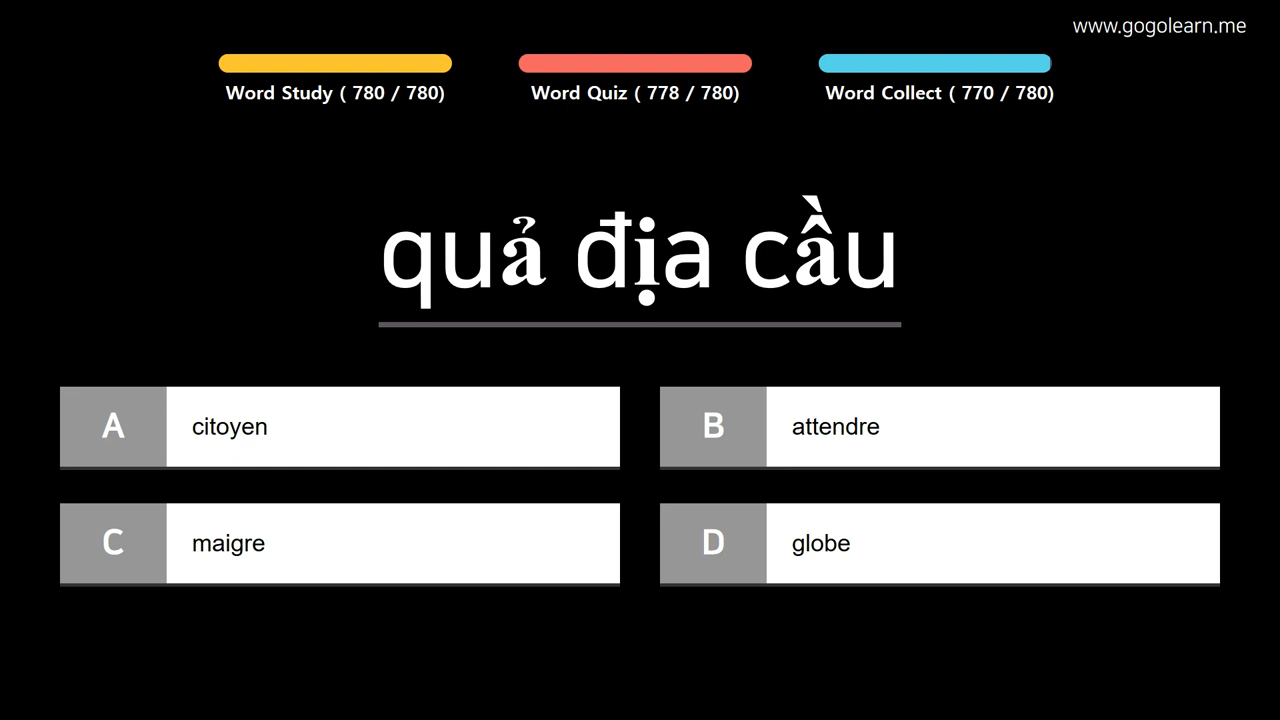 www.gogolearn.me
Word Study ( 780 / 780)
Word Quiz ( 778 / 780)
Word Collect ( 770 / 780)
quả địa cầu
A citoyen
B attendre
C maigre
D globe